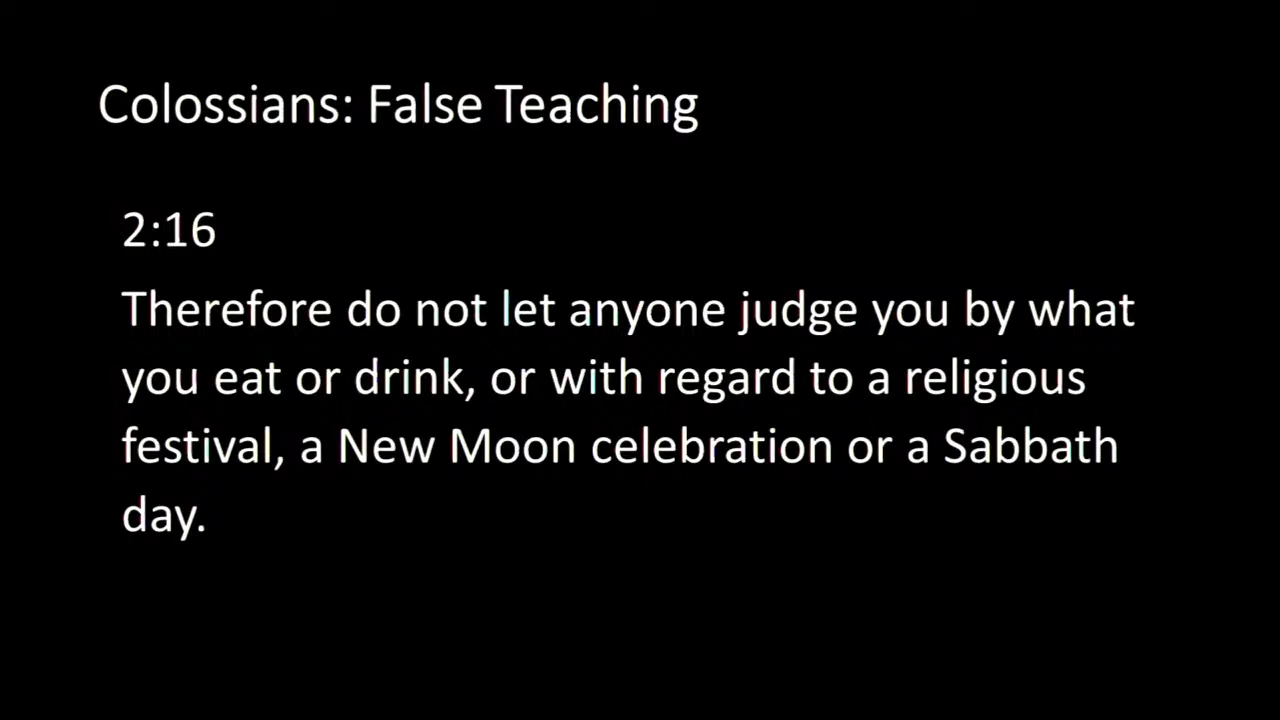 Colossians: False Teaching
2:16
Therefore do not let anyone judge you by what
you eat or drink, or with regard to a religious
festival, a New Moon celebration or a Sabbath
day.